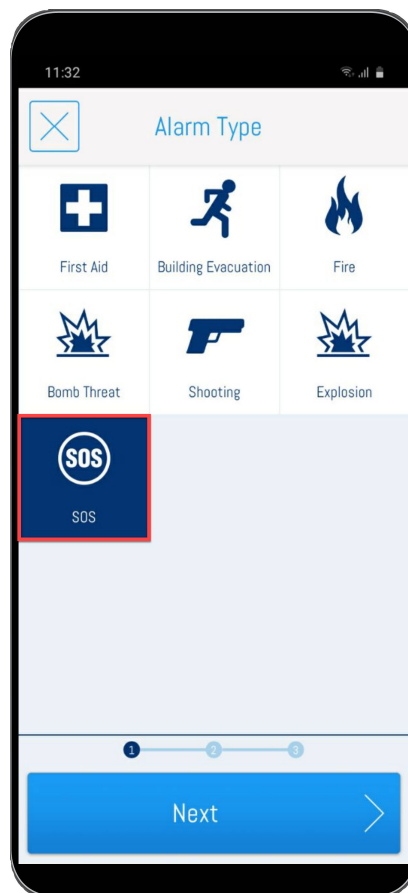 11:32
Alarm Type
First Aid
Building Evacuation
Fire
Bomb Threat
Shooting
Explosion
SOS
SOS
1
2
3
Next